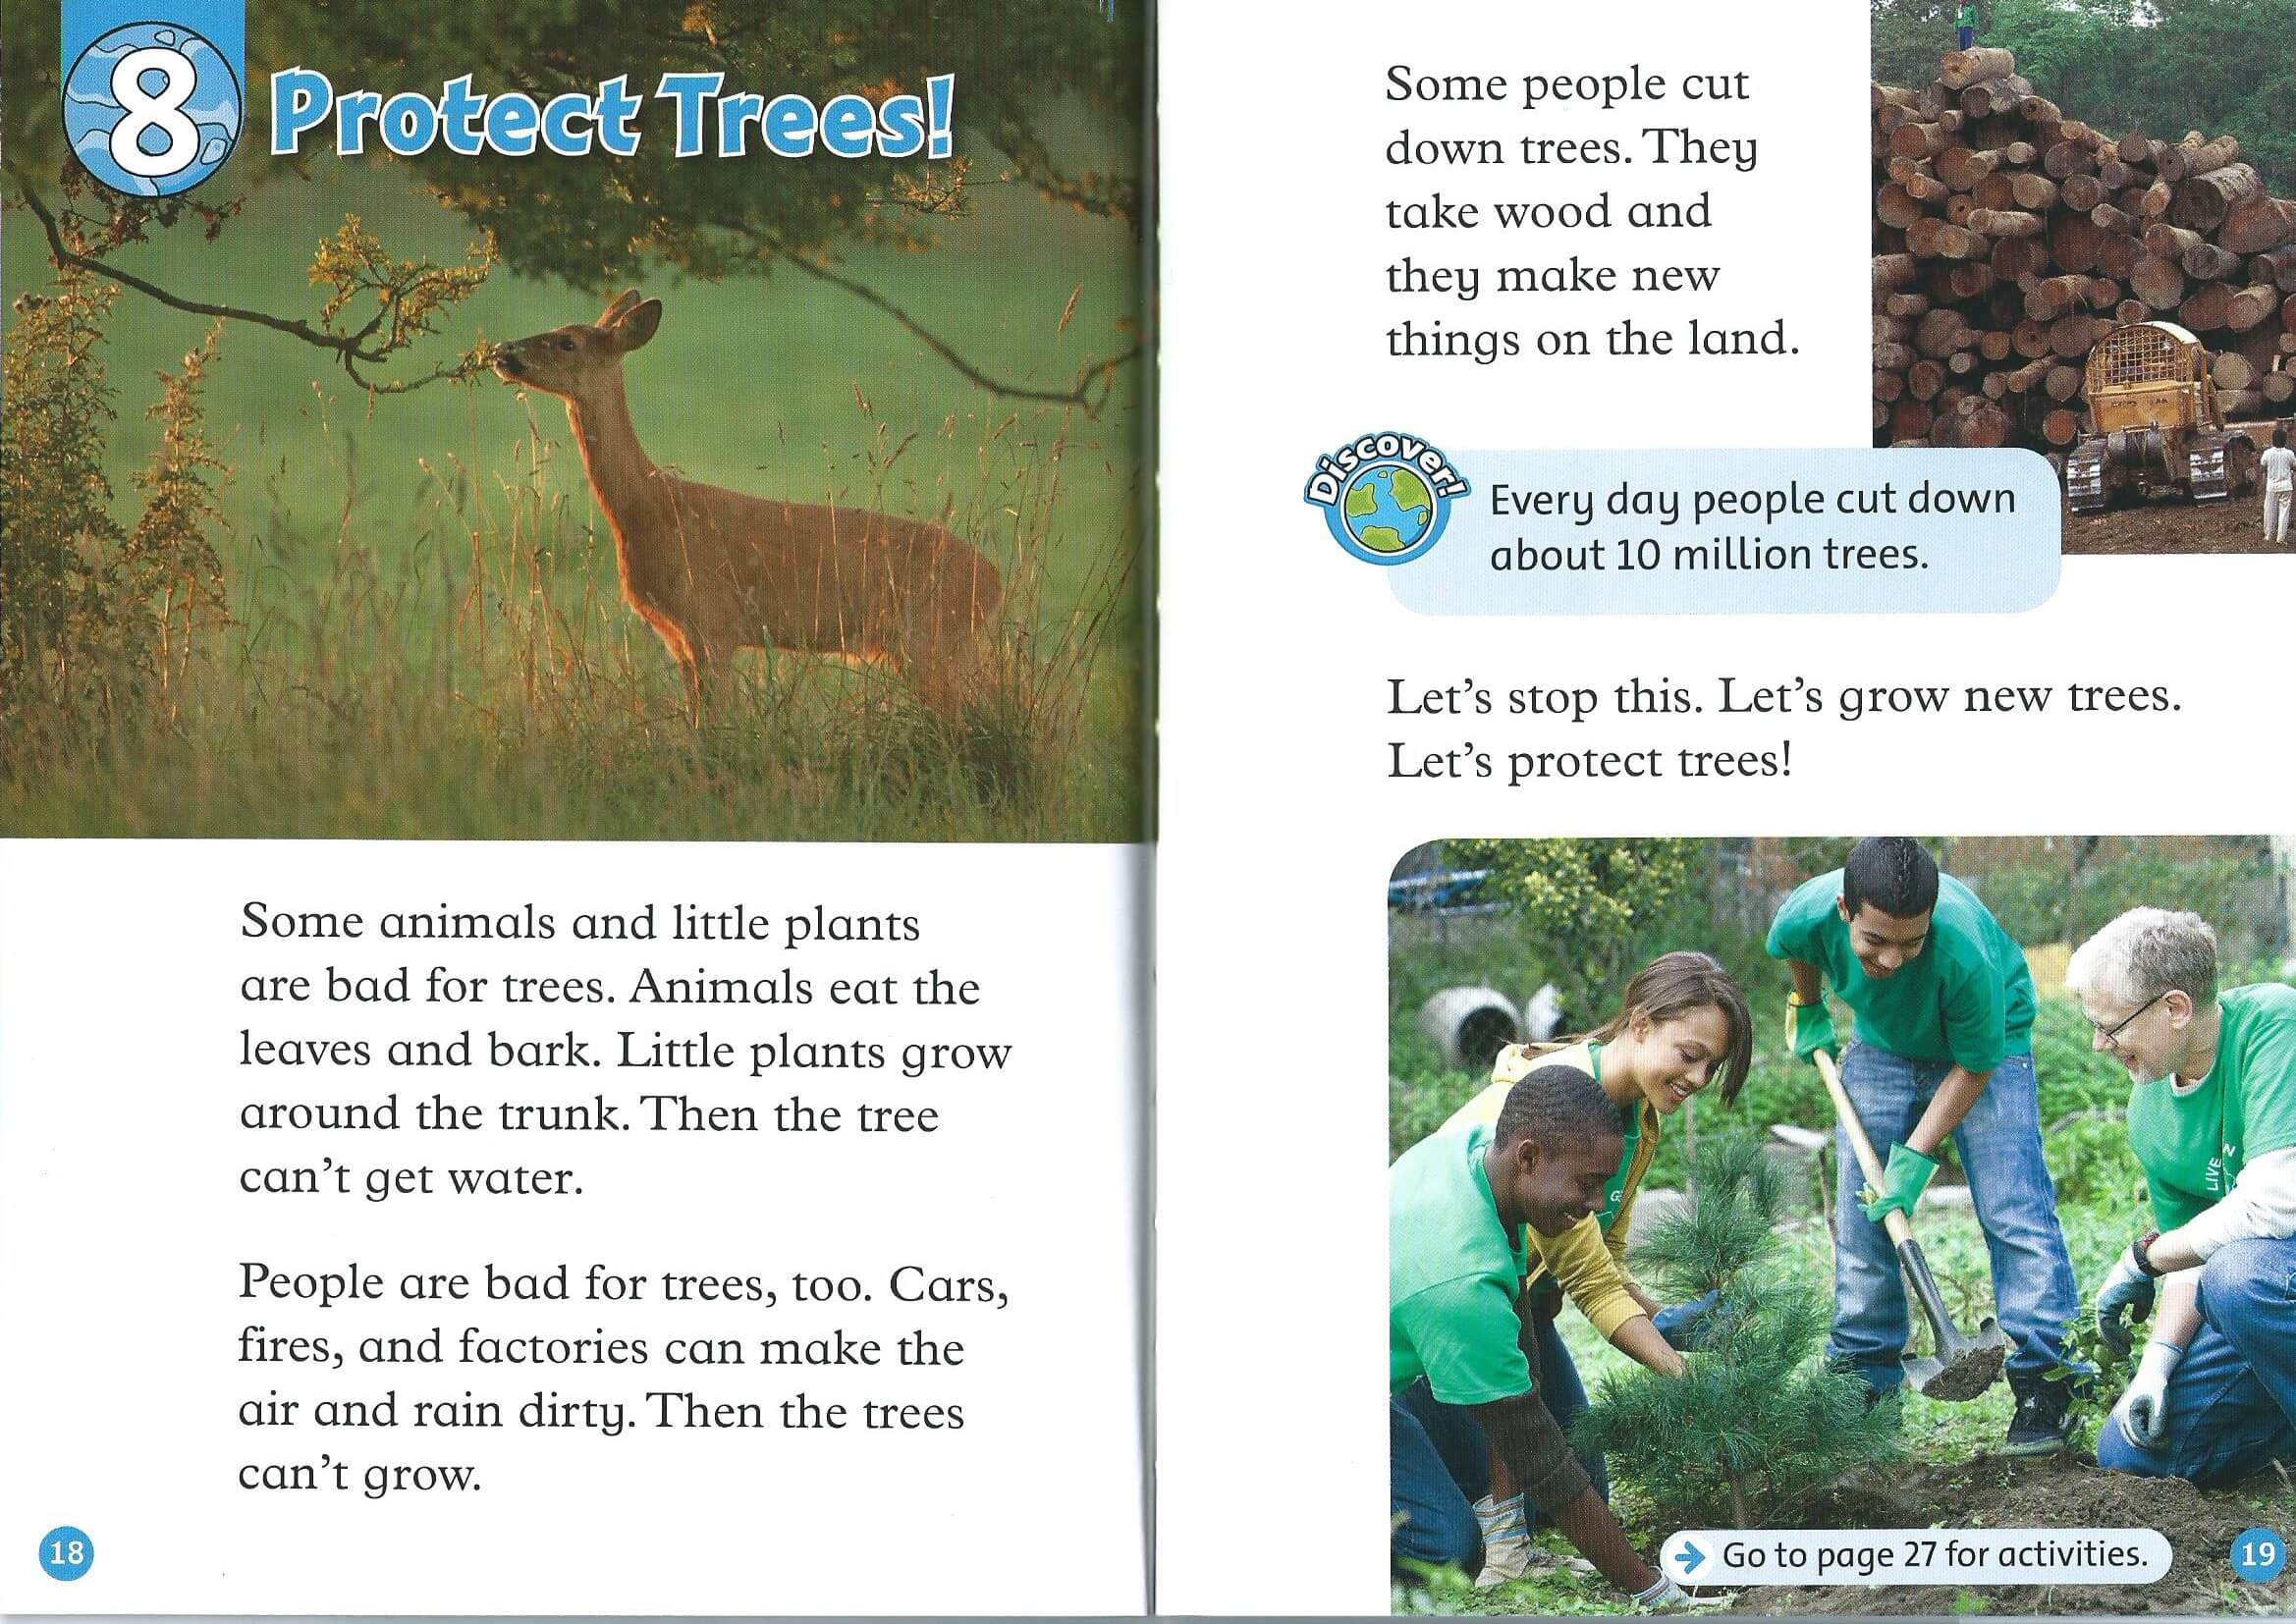 8
Protect Trees!
Some animals and little plants
are bad for trees. Animals eat the
leaves and bark. Little plants grow
around the trunk. Then the tree
can't get water.
People are bad for trees, too. Cars,
fires, and factories can make the
air and rain dirty. Then the trees
can't grow.
18
Some people cut
down trees. They
take wood and
they make new
things on the land.
Discover!
Every day people cut down
about 10 million trees.
Let's stop this. Let's grow new trees.
Let's protect trees!
LIVE
Go to page 27 for activities.
19